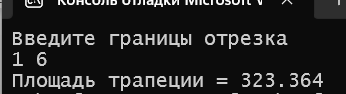 Консоль отладки Microsoft V
Введите границы отрезка
1 6
Площадь трапеции = 323.364